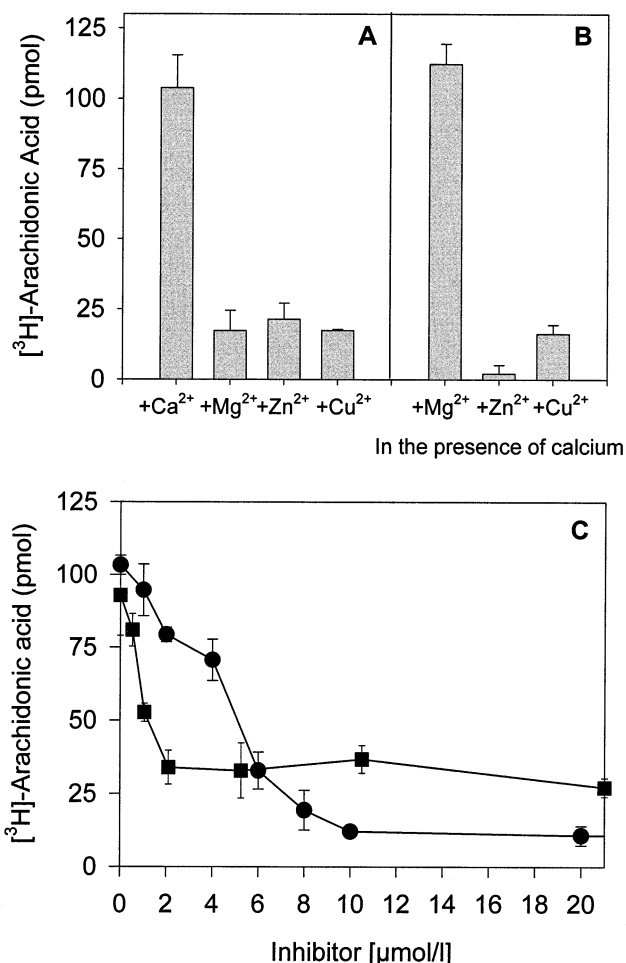 [³H]-Arachidonic Acid (pmol)
125
100
75
50
25
0
A
B
+Ca²⁺ +Mg²⁺ +Zn²⁺ +Cu²⁺ +Mg²⁺ +Zn²⁺ +Cu²⁺
In the presence of calcium
[³H]-Arachidonic acid (pmol)
125
100
75
50
25
0
C
0 2 4 6 8 10 12 14 16 18 20
Inhibitor [µmol/l]